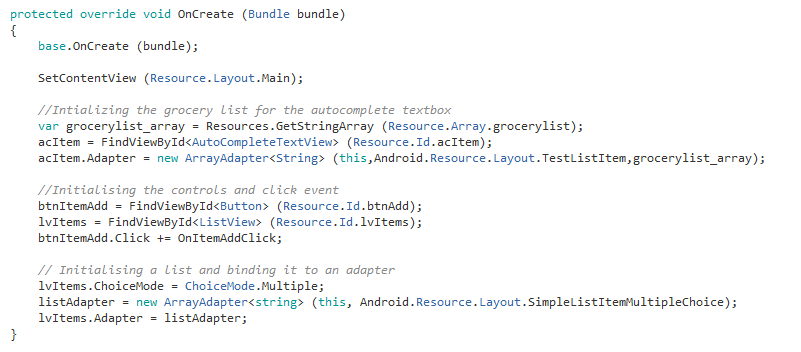 protected override void OnCreate (Bundle bundle)
{
    base.OnCreate (bundle);

    SetContentView (Resource.Layout.Main);

    //Intializing the grocery list for the autocomplete textbox
    var grocerylist_array = Resources.GetStringArray (Resource.Array.grocerylist);
    acItem = FindViewById<AutoCompleteTextView> (Resource.Id.acItem);
    acItem.Adapter = new ArrayAdapter<String> (this,Android.Resource.Layout.TestListItem,grocerylist_array);

    //Initialising the controls and click event
    btnItemAdd = FindViewById<Button> (Resource.Id.btnAdd);
    lvItems = FindViewById<ListView> (Resource.Id.lvItems);
    btnItemAdd.Click += OnItemAddClick;

    // Initialising a list and binding it to an adapter
    lvItems.ChoiceMode = ChoiceMode.Multiple;
    listAdapter = new ArrayAdapter<string> (this, Android.Resource.Layout.SimpleListItemMultipleChoice);
    lvItems.Adapter = listAdapter;
}